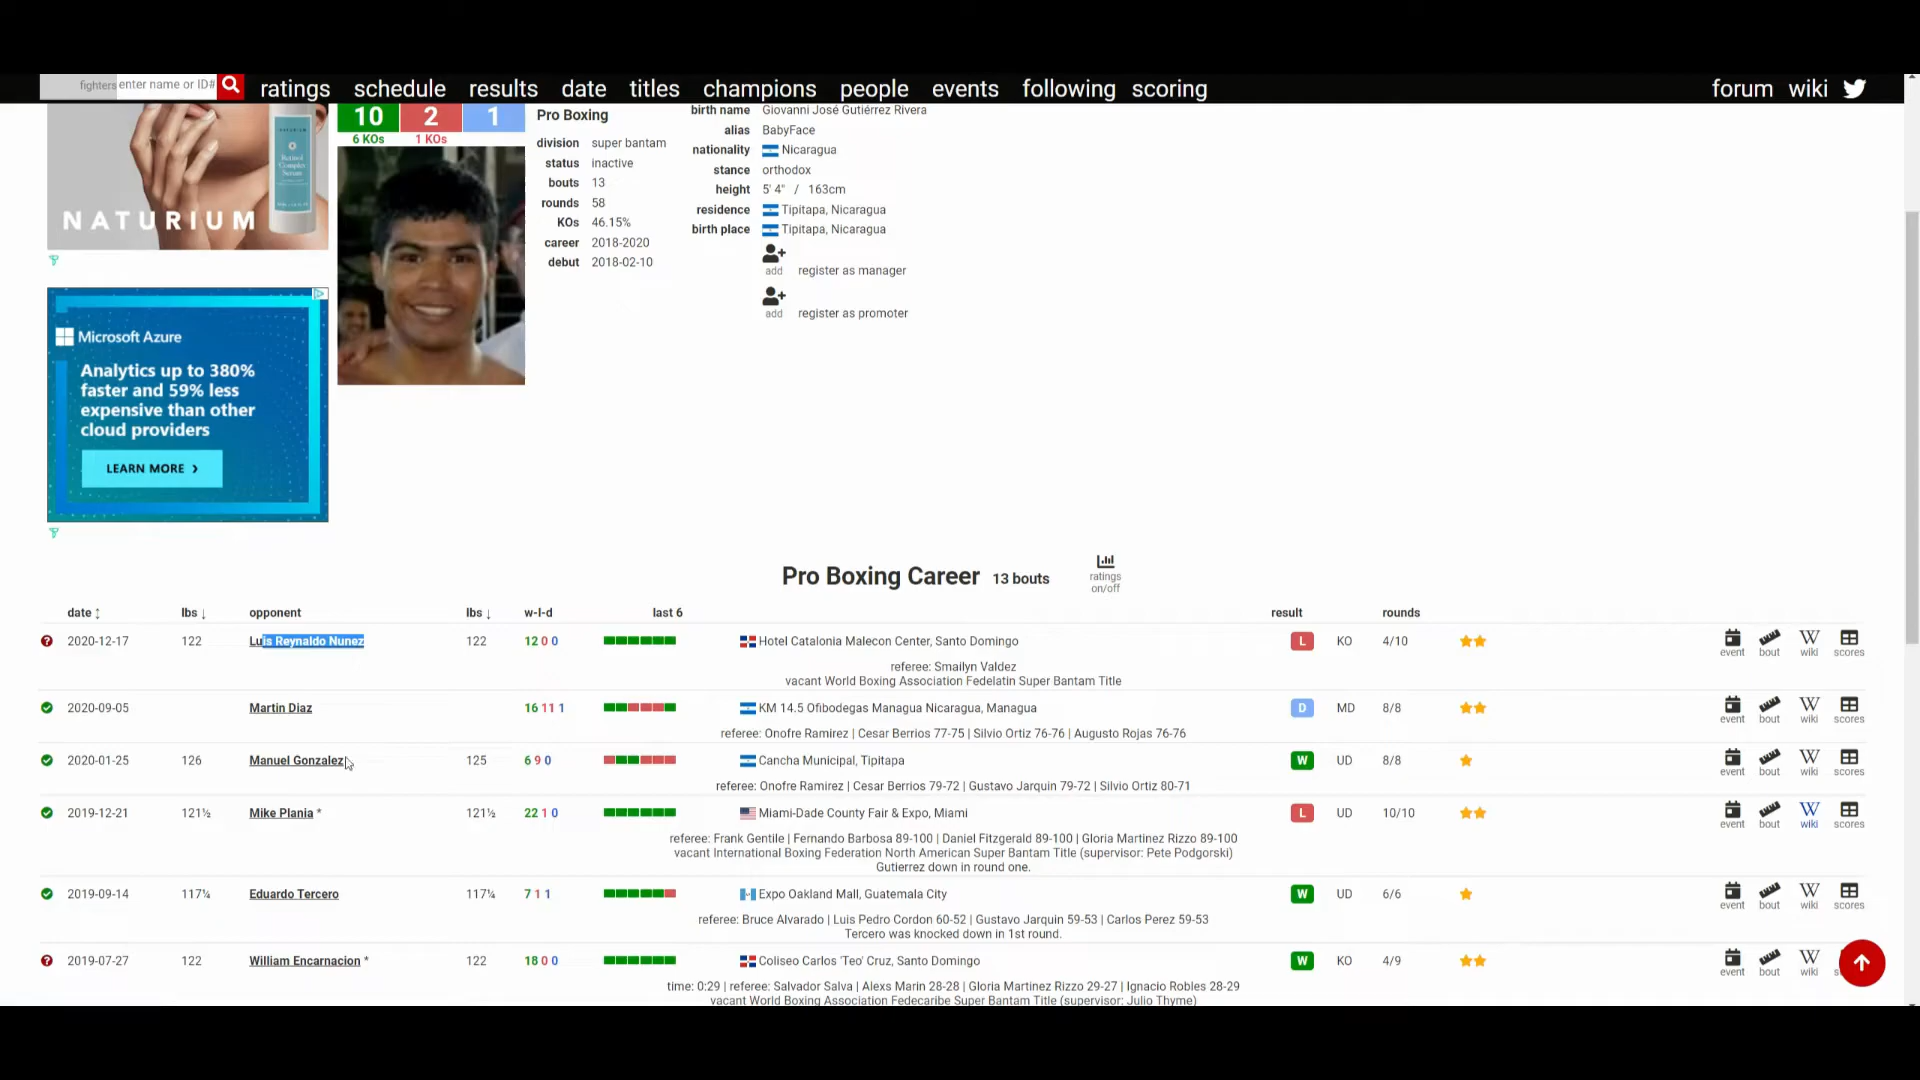 fighters enter name or ID# ratings schedule results date titles champions people events following scoring forum wiki
NATURIUM
Retinol
Complex
Serum
NATURIUM
Microsoft Azure
Analytics up to 380%
faster and 59% less
expensive than other
cloud providers
LEARN MORE >
10 2 1
6 KOs 1 KOs
Pro Boxing
division super bantam
status inactive
bouts 13
rounds 58
KOs 46.15%
career 2018-2020
debut 2018-02-10
birth name Giovanni José Gutiérrez Rivera
alias BabyFace
nationality Nicaragua
stance orthodox
height 5' 4" / 163cm
residence Tipitapa, Nicaragua
birth place Tipitapa, Nicaragua
add register as manager
add register as promoter
Pro Boxing Career 13 bouts
ratings
on/off
date ↕ lbs ↓ opponent lbs ↓ w-l-d last 6 result rounds
2020-12-17 122 Luis Reynaldo Nunez 122 12 0 0 Hotel Catalonia Malecon Center, Santo Domingo L KO 4/10 event bout wiki scores
referee: Smailyn Valdez
vacant World Boxing Association Fedelatin Super Bantam Title
2020-09-05 Martin Diaz 16 11 1 KM 14.5 Ofibodegas Managua Nicaragua, Managua D MD 8/8 event bout wiki scores
referee: Onofre Ramirez | Cesar Berrios 77-75 | Silvio Ortiz 76-76 | Augusto Rojas 76-76
2020-01-25 126 Manuel Gonzalez 125 6 9 0 Cancha Municipal, Tipitapa W UD 8/8 event bout wiki scores
referee: Onofre Ramirez | Cesar Berrios 79-72 | Gustavo Jarquin 79-72 | Silvio Ortiz 80-71
2019-12-21 121½ Mike Plania * 121½ 22 1 0 Miami-Dade County Fair & Expo, Miami L UD 10/10 event bout wiki scores
referee: Frank Gentile | Fernando Barbosa 89-100 | Daniel Fitzgerald 89-100 | Gloria Martinez Rizzo 89-100
vacant International Boxing Federation North American Super Bantam Title (supervisor: Pete Podgorski)
Gutierrez down in round one.
2019-09-14 117¼ Eduardo Tercero 117¼ 7 1 1 Expo Oakland Mall, Guatemala City W UD 6/6 event bout wiki scores
referee: Bruce Alvarado | Luis Pedro Cordon 60-52 | Gustavo Jarquin 59-53 | Carlos Perez 59-53
Tercero was knocked down in 1st round.
2019-07-27 122 William Encarnacion * 122 18 0 0 Coliseo Carlos 'Teo' Cruz, Santo Domingo W KO 4/9 event bout wiki
time: 0:29 | referee: Salvador Salva | Alexs Marin 28-28 | Gloria Martinez Rizzo 29-27 | Ignacio Robles 28-29
vacant World Boxing Association Fedecaribe Super Bantam Title (supervisor: Julio Thyme)